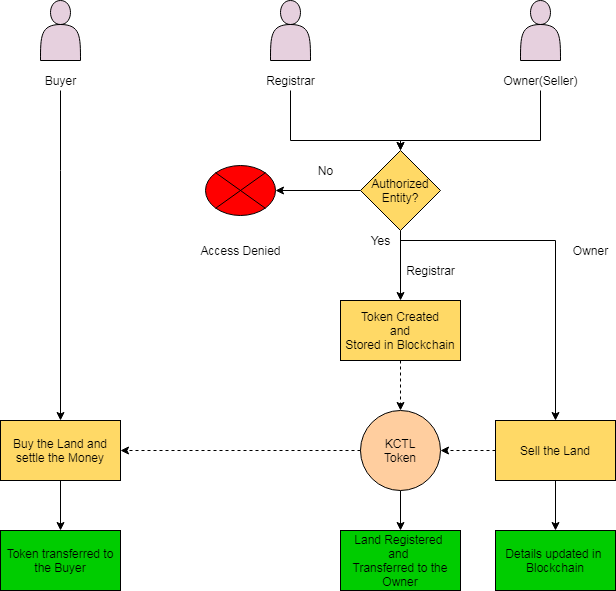 Buyer
Registrar
Owner(Seller)
No
Authorized
Entity?
Access Denied
Yes
Owner
Registrar
Token Created
and
Stored in Blockchain
Buy the Land and
settle the Money
KCTL
Token
Sell the Land
Token transferred to
the Buyer
Land Registered
and
Transferred to the
Owner
Details updated in
Blockchain